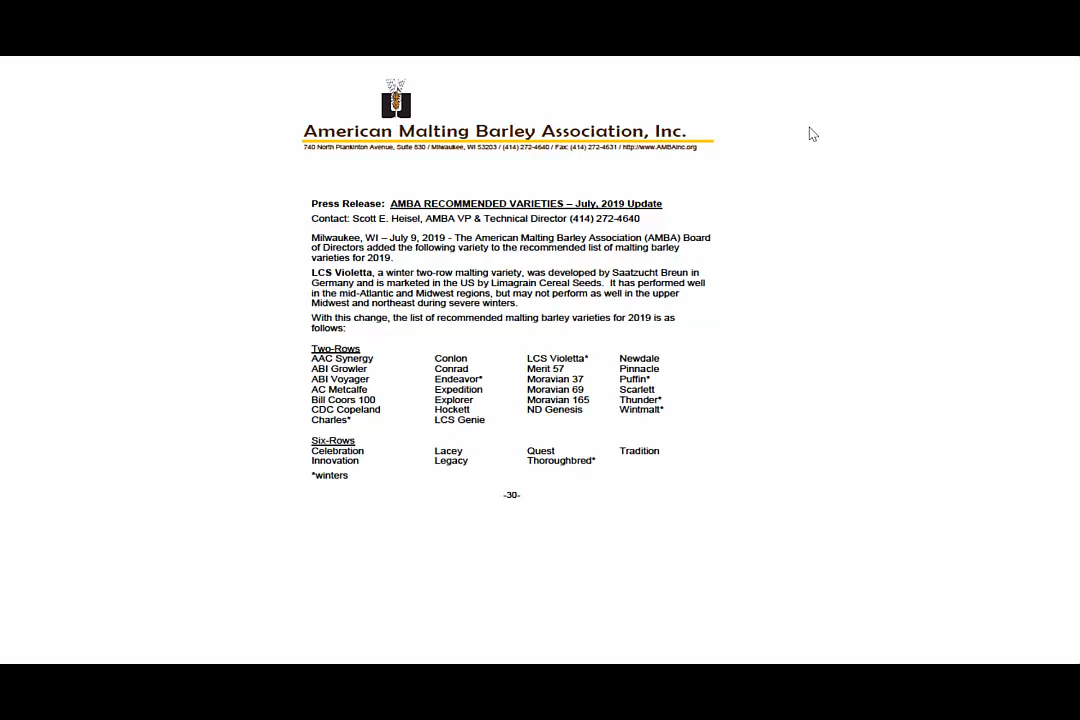 American Malting Barley Association, Inc.
740 North Plankinton Avenue, Suite 830 / Milwaukee, WI 53203 / (414) 272-4640 / Fax: (414) 272-4631 / http://www.AMBAinc.org
Press Release: AMBA RECOMMENDED VARIETIES – July, 2019 Update
Contact: Scott E. Heisel, AMBA VP & Technical Director (414) 272-4640
Milwaukee, WI – July 9, 2019 - The American Malting Barley Association (AMBA) Board
of Directors added the following variety to the recommended list of malting barley
varieties for 2019.
LCS Violetta, a winter two-row malting variety, was developed by Saatzucht Breun in
Germany and is marketed in the US by Limagrain Cereal Seeds. It has performed well
in the mid-Atlantic and Midwest regions, but may not perform as well in the upper
Midwest and northeast during severe winters.
With this change, the list of recommended malting barley varieties for 2019 is as
follows:
Two-Rows
AAC Synergy Conlon LCS Violetta* Newdale
ABI Growler Conrad Merit 57 Pinnacle
ABI Voyager Endeavor* Moravian 37 Puffin*
AC Metcalfe Expedition Moravian 69 Scarlett
Bill Coors 100 Explorer Moravian 165 Thunder*
CDC Copeland Hockett ND Genesis Wintmalt*
Charles* LCS Genie
Six-Rows
Celebration Lacey Quest Tradition
Innovation Legacy Thoroughbred*
*winters
-30-